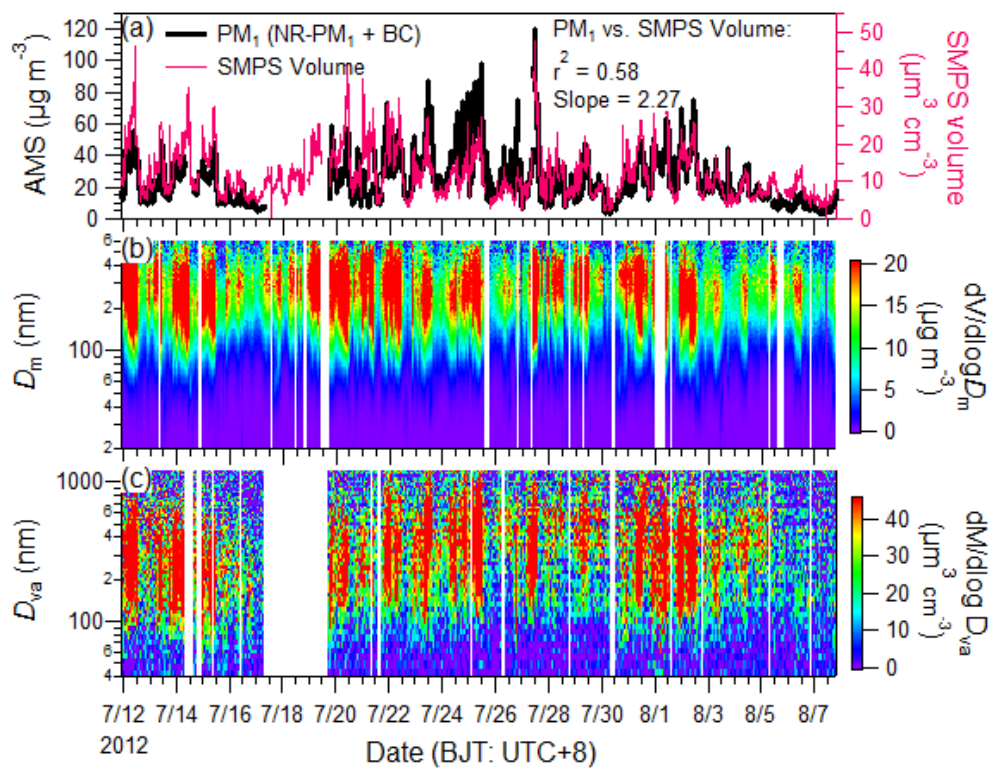 (a)
PM1 (NR-PM1 + BC)
SMPS Volume
PM1 vs. SMPS Volume:
r2 = 0.58
Slope = 2.27
AMS (µg m-3)
120
100
80
60
40
20
0
50
40
30
20
10
0
SMPS volume
(µm3 cm-3)
(b)
Dm (nm)
6
4
2
100
6
4
2
20
15
10
5
0
dV/dlogDm
(µg m-3)
(c)
Dva (nm)
1000
6
4
2
100
6
4
40
30
20
10
0
dM/dlog Dva
(µm3 cm-3)
7/12 7/14 7/16 7/18 7/20 7/22 7/24 7/26 7/28 7/30 8/1 8/3 8/5 8/7
2012
Date (BJT: UTC+8)